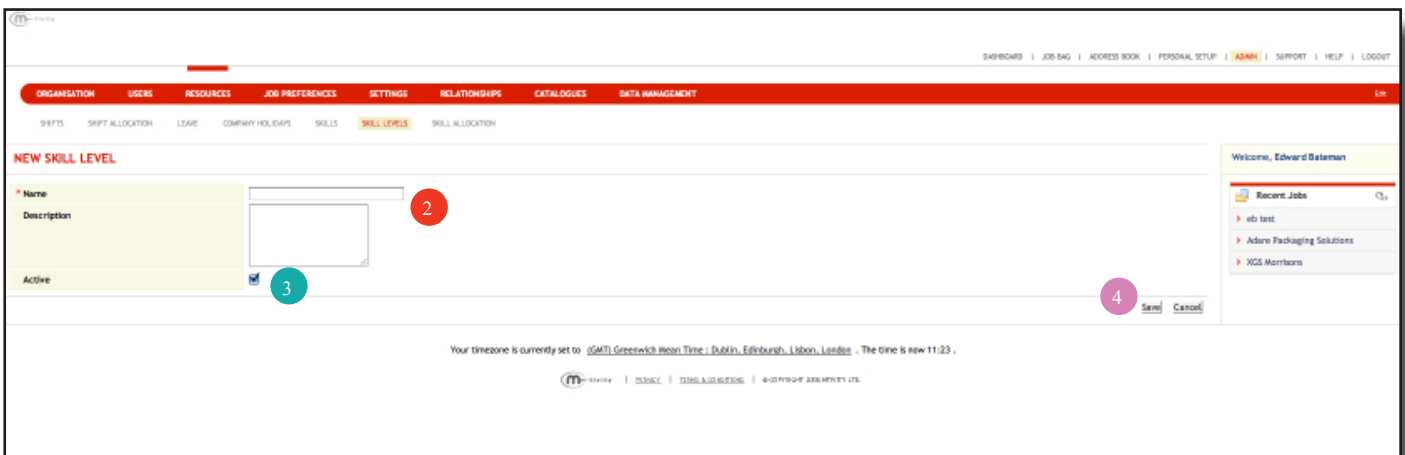 DASHBOARD | JOB BAG | ADDRESS BOOK | PERSONAL SETUP | ADMIN | SUPPORT | HELP | LOGOUT
ORGANISATION USERS RESOURCES JOB PREFERENCES SETTINGS RELATIONSHIPS CATALOGUES DATA MANAGEMENT Edit
SHIFTS SHIFT ALLOCATION LEAVE COMPANY HOLIDAYS SKILLS SKILL LEVELS SKILL ALLOCATION
NEW SKILL LEVEL
Welcome, Edward Bateman
* Name
2
Description
Active
3
4
Save Cancel
Recent Jobs
eb test
Adare Packaging Solutions
XGS Morrisons
Your timezone is currently set to (GMT) Greenwich Mean Time : Dublin, Edinburgh, Lisbon, London . The time is now 11:23 .
m | PRIVACY | TERMS & CONDITIONS | © COPYRIGHT